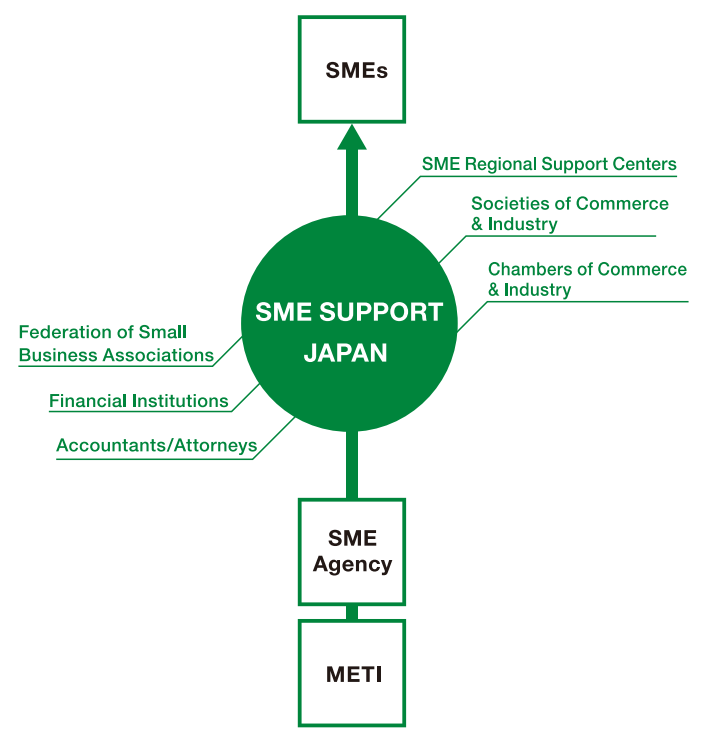 SMEs
SME Regional Support Centers
Societies of Commerce
& Industry
Chambers of Commerce
& Industry
SME SUPPORT
JAPAN
Federation of Small
Business Associations
Financial Institutions
Accountants/Attorneys
SME
Agency
METI